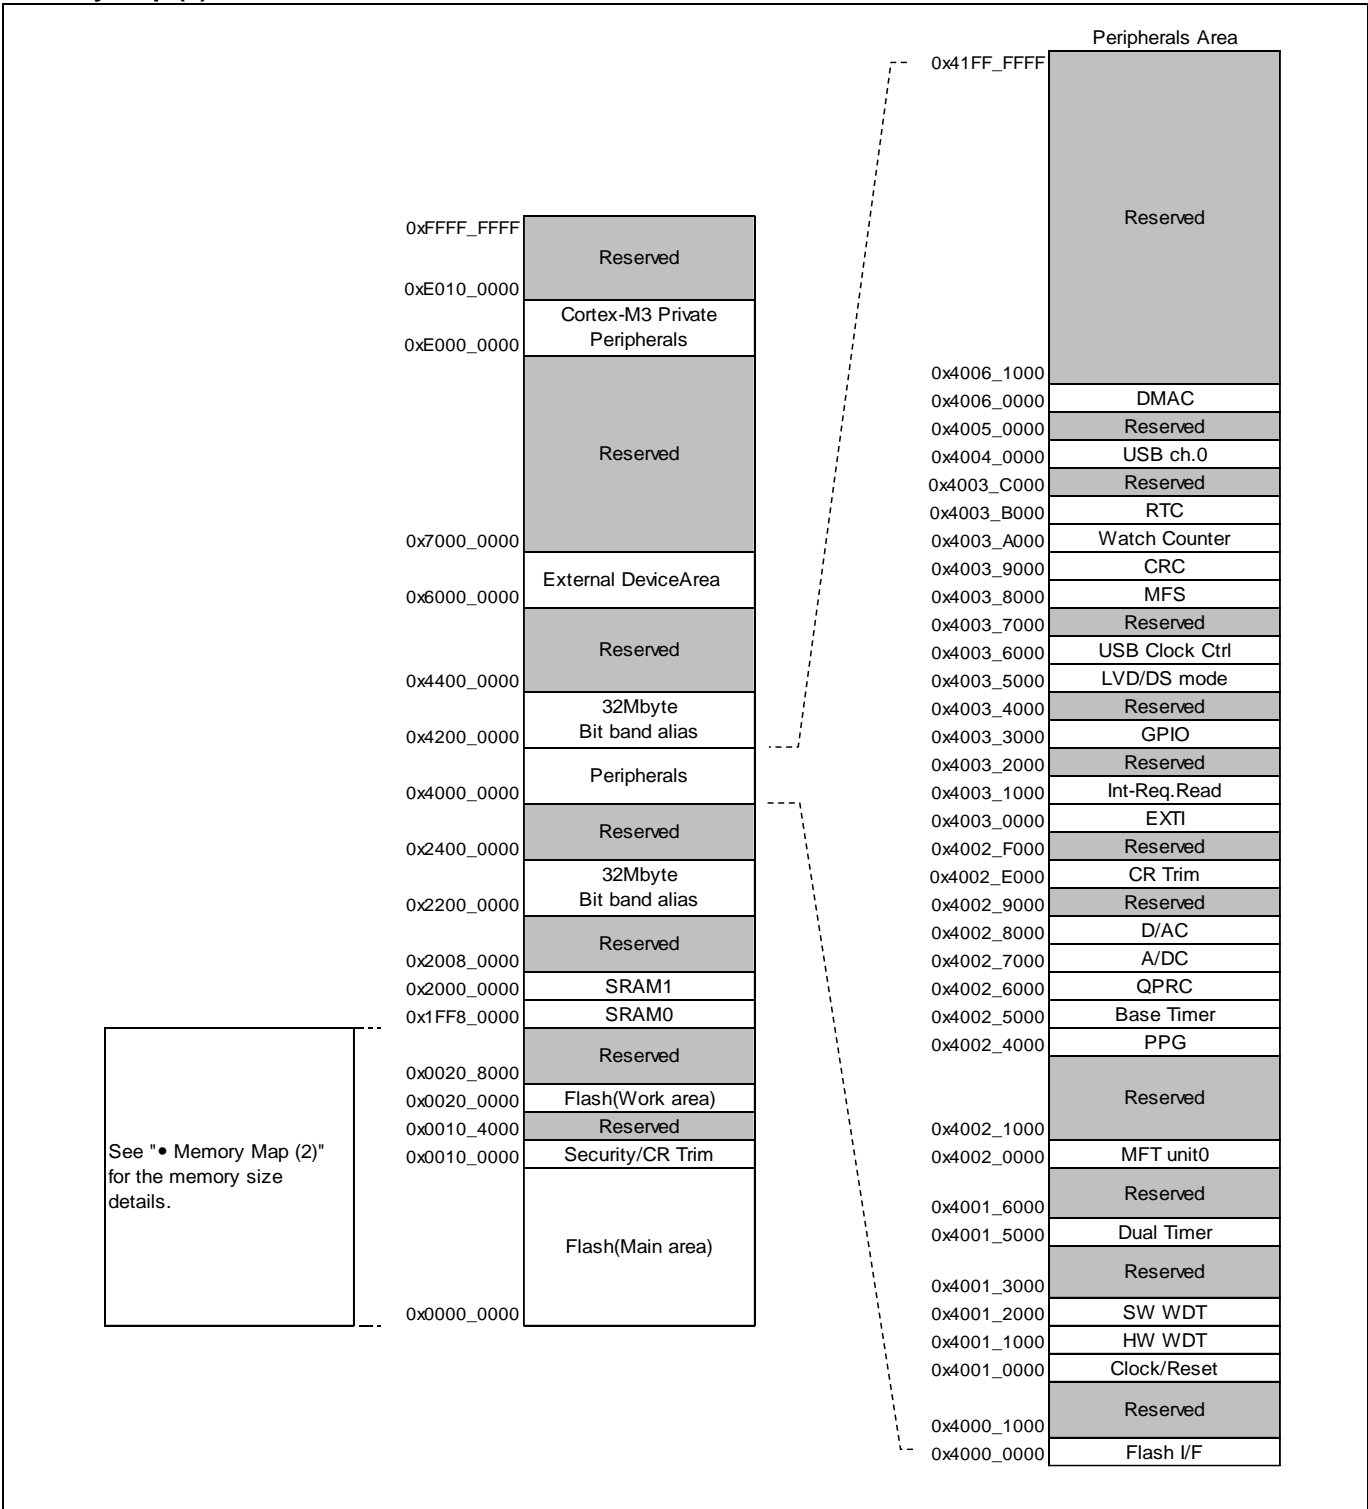 Peripherals Area
0x41FF_FFFF
Reserved
0x4006_1000
0x4006_0000 DMAC
0x4005_0000 Reserved
0x4004_0000 USB ch.0
0x4003_C000 Reserved
0x4003_B000 RTC
0x4003_A000 Watch Counter
0x4003_9000 CRC
0x4003_8000 MFS
0x4003_7000 Reserved
0x4003_6000 USB Clock Ctrl
0x4003_5000 LVD/DS mode
0x4003_4000 Reserved
0x4003_3000 GPIO
0x4003_2000 Reserved
0x4003_1000 Int-Req.Read
0x4003_0000 EXTI
0x4002_F000 Reserved
0x4002_E000 CR Trim
0x4002_9000 Reserved
0x4002_8000 D/AC
0x4002_7000 A/DC
0x4002_6000 QPRC
0x4002_5000 Base Timer
0x4002_4000 PPG
Reserved
0x4002_1000
0x4002_0000 MFT unit0
Reserved
0x4001_6000
0x4001_5000 Dual Timer
Reserved
0x4001_3000
0x4001_2000 SW WDT
0x4001_1000 HW WDT
0x4001_0000 Clock/Reset
Reserved
0x4000_1000
0x4000_0000 Flash I/F
0xFFFF_FFFF
Reserved
0xE010_0000
Cortex-M3 Private
Peripherals
0xE000_0000
Reserved
0x7000_0000
External DeviceArea
0x6000_0000
Reserved
0x4400_0000
32Mbyte
Bit band alias
0x4200_0000
Peripherals
0x4000_0000
Reserved
0x2400_0000
32Mbyte
Bit band alias
0x2200_0000
Reserved
0x2008_0000
0x2000_0000 SRAM1
0x1FF8_0000 SRAM0
Reserved
0x0020_8000
0x0020_0000 Flash(Work area)
0x0010_4000 Reserved
0x0010_0000 Security/CR Trim
Flash(Main area)
0x0000_0000
See "• Memory Map (2)"
for the memory size
details.